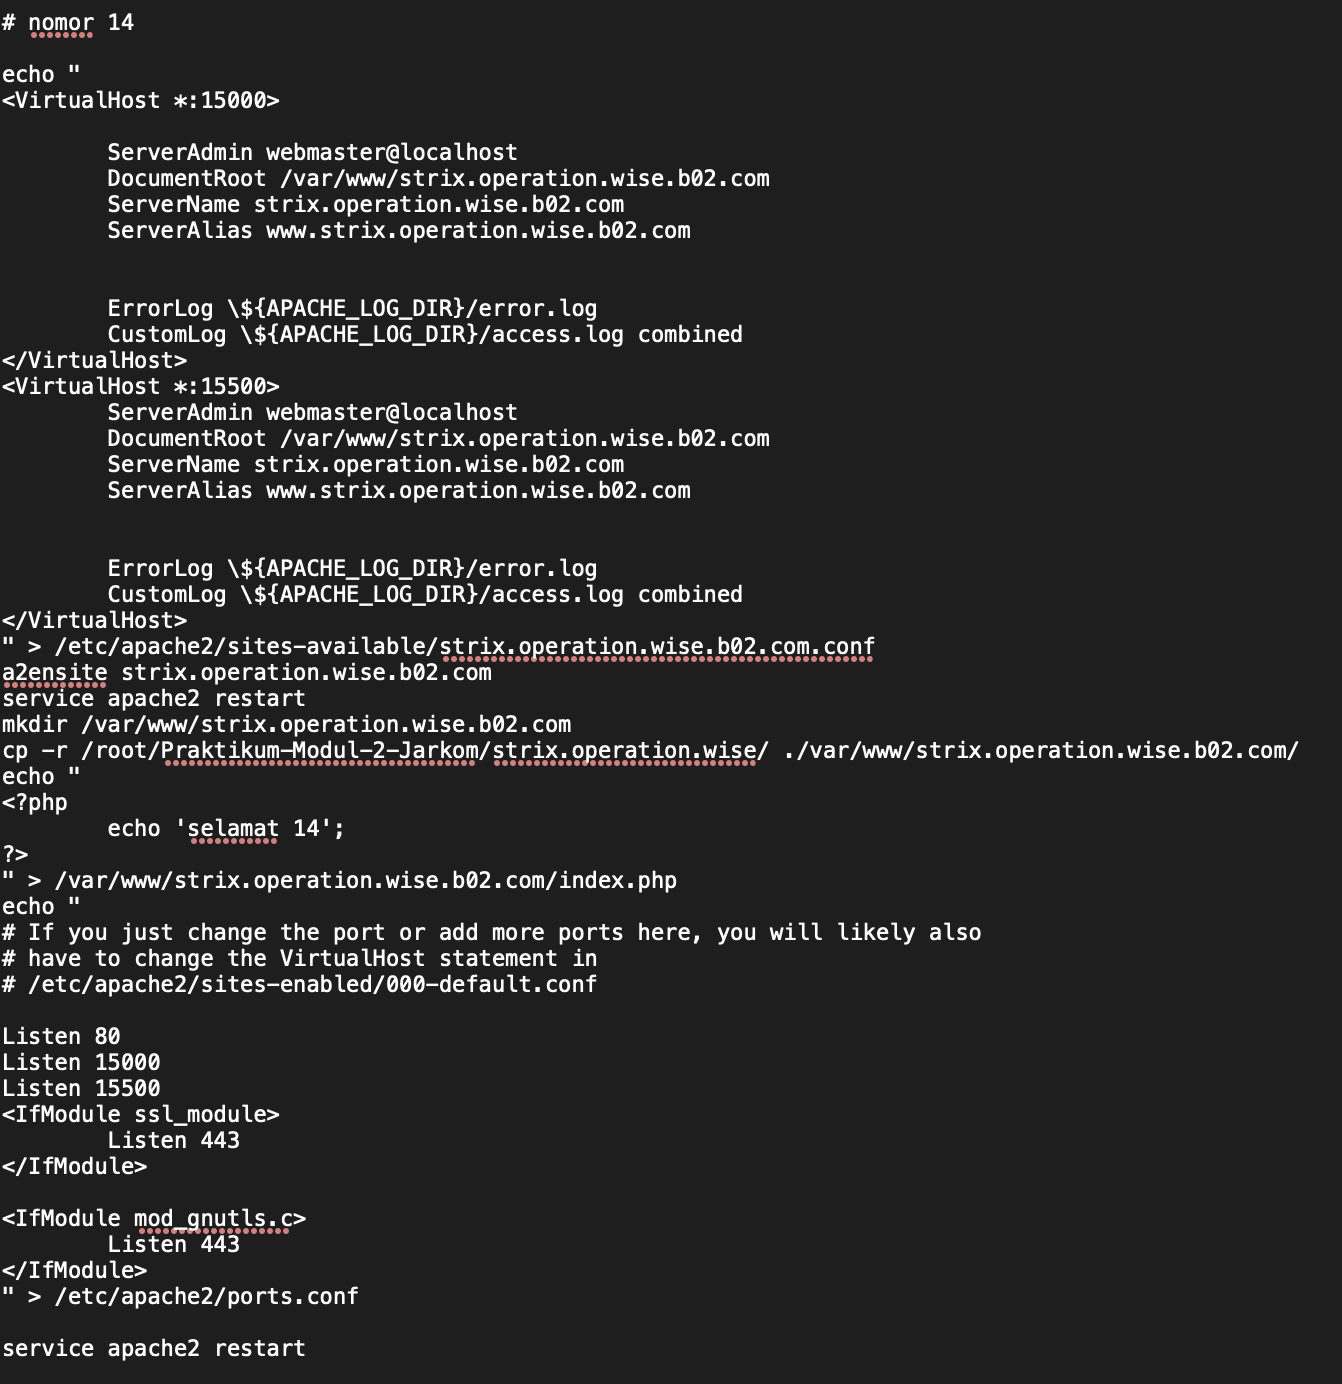 # nomor 14
echo "
<VirtualHost *:15000>
ServerAdmin webmaster@localhost
DocumentRoot /var/www/strix.operation.wise.b02.com
ServerName strix.operation.wise.b02.com
ServerAlias www.strix.operation.wise.b02.com
ErrorLog \${APACHE_LOG_DIR}/error.log
CustomLog \${APACHE_LOG_DIR}/access.log combined
</VirtualHost>
<VirtualHost *:15500>
ServerAdmin webmaster@localhost
DocumentRoot /var/www/strix.operation.wise.b02.com
ServerName strix.operation.wise.b02.com
ServerAlias www.strix.operation.wise.b02.com
ErrorLog \${APACHE_LOG_DIR}/error.log
CustomLog \${APACHE_LOG_DIR}/access.log combined
</VirtualHost>
" > /etc/apache2/sites-available/strix.operation.wise.b02.com.conf
a2ensite strix.operation.wise.b02.com
service apache2 restart
mkdir /var/www/strix.operation.wise.b02.com
cp -r /root/Praktikum-Modul-2-Jarkom/strix.operation.wise/ ./var/www/strix.operation.wise.b02.com/
echo "
<?php
echo 'selamat 14';
?>
" > /var/www/strix.operation.wise.b02.com/index.php
echo "
# If you just change the port or add more ports here, you will likely also
# have to change the VirtualHost statement in
# /etc/apache2/sites-enabled/000-default.conf
Listen 80
Listen 15000
Listen 15500
<IfModule ssl_module>
Listen 443
</IfModule>
<IfModule mod_gnutls.c>
Listen 443
</IfModule>
" > /etc/apache2/ports.conf
service apache2 restart